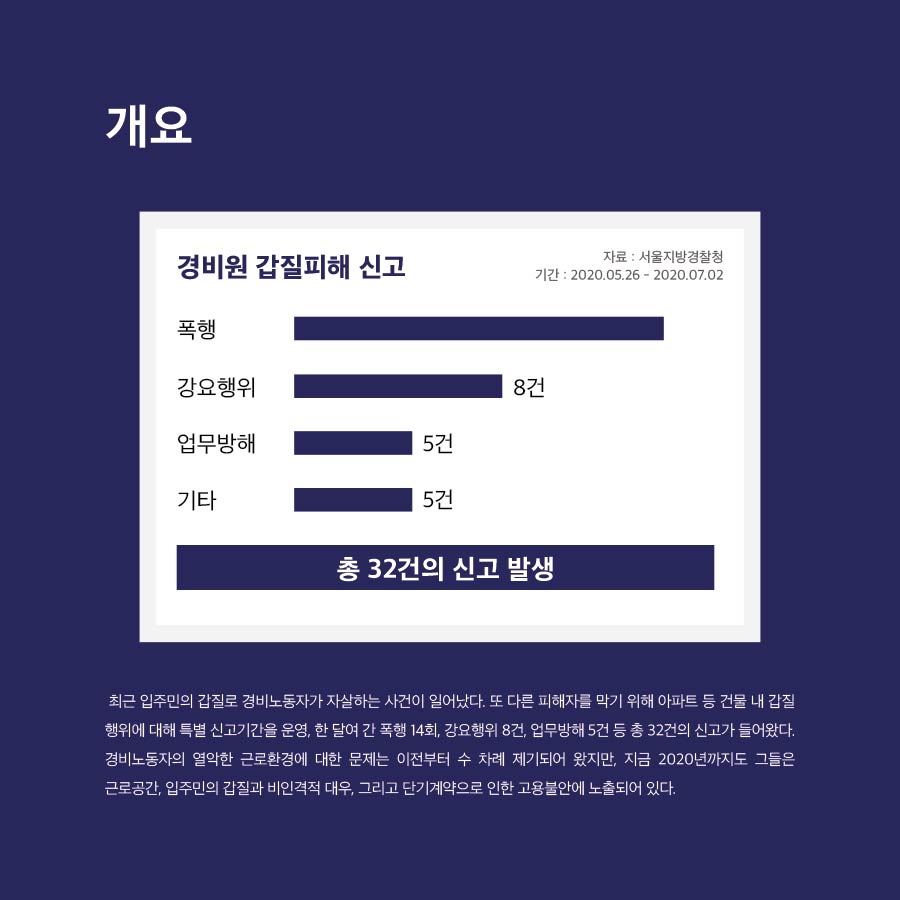 개요
경비원 갑질피해 신고
자료 : 서울지방경찰청
기간 : 2020.05.26 - 2020.07.02
폭행
강요행위 8건
업무방해 5건
기타 5건
총 32건의 신고 발생
최근 입주민의 갑질로 경비노동자가 자살하는 사건이 일어났다. 또 다른 피해자를 막기 위해 아파트 등 건물 내 갑질
행위에 대해 특별 신고기간을 운영, 한 달여 간 폭행 14회, 강요행위 8건, 업무방해 5건 등 총 32건의 신고가 들어왔다.
경비노동자의 열악한 근로환경에 대한 문제는 이전부터 수 차례 제기되어 왔지만, 지금 2020년까지도 그들은
근로공간, 입주민의 갑질과 비인격적 대우, 그리고 단기계약으로 인한 고용불안에 노출되어 있다.